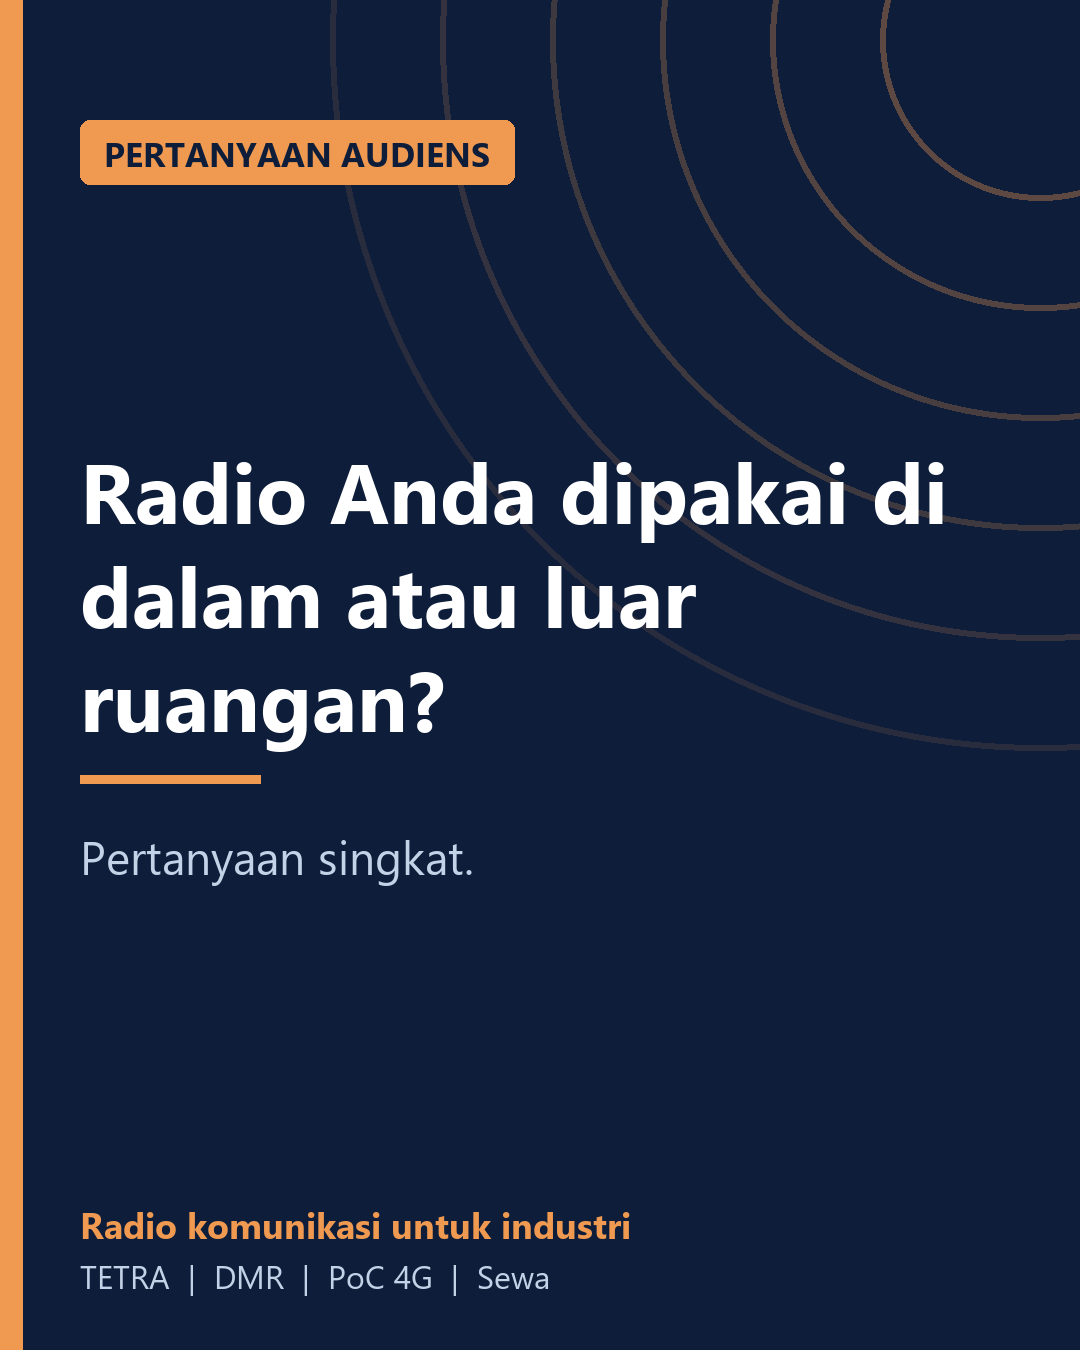 PERTANYAAN AUDIENS
Radio Anda dipakai di
dalam atau luar
ruangan?
Pertanyaan singkat.
Radio komunikasi untuk industri
TETRA | DMR | PoC 4G | Sewa